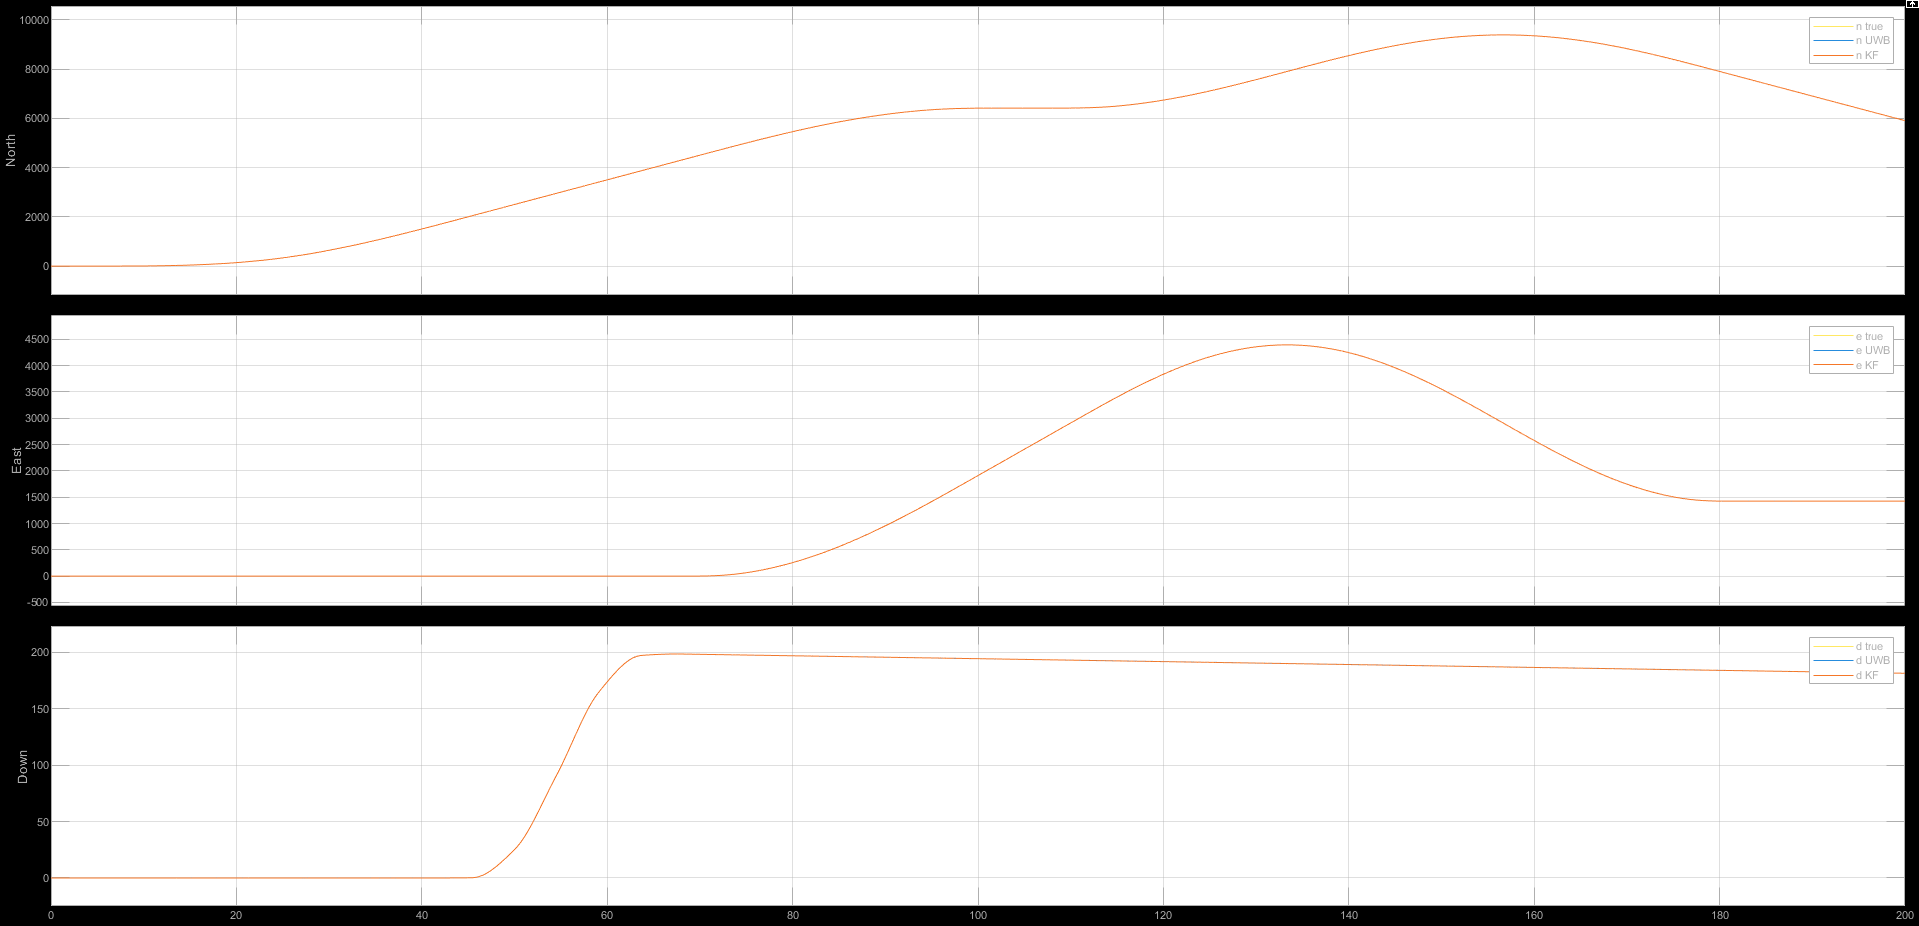 10000
8000
6000
4000
2000
0
North
n true
n UWB
n KF
4500
4000
3500
3000
2500
2000
1500
1000
500
0
-500
East
e true
e UWB
e KF
200
150
100
50
0
Down
d true
d UWB
d KF
0 20 40 60 80 100 120 140 160 180 200